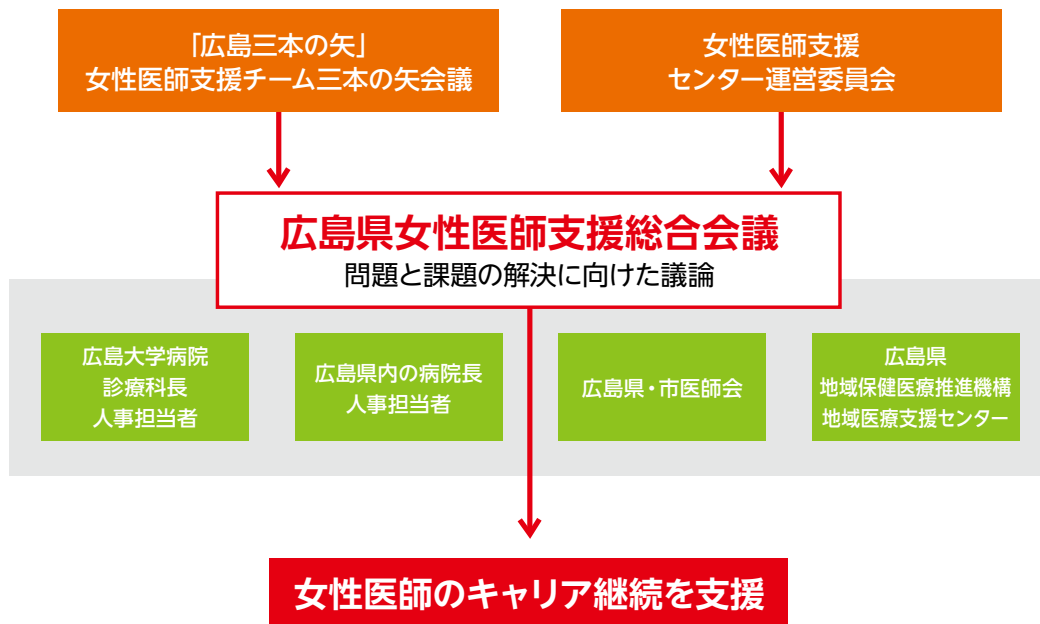 「広島三本の矢」
女性医師支援チーム三本の矢会議
女性医師支援
センター運営委員会
広島県女性医師支援総合会議
問題と課題の解決に向けた議論
広島大学病院
診療科長
人事担当者
広島県内の病院長
人事担当者
広島県・市医師会
広島県
地域保健医療推進機構
地域医療支援センター
女性医師のキャリア継続を支援